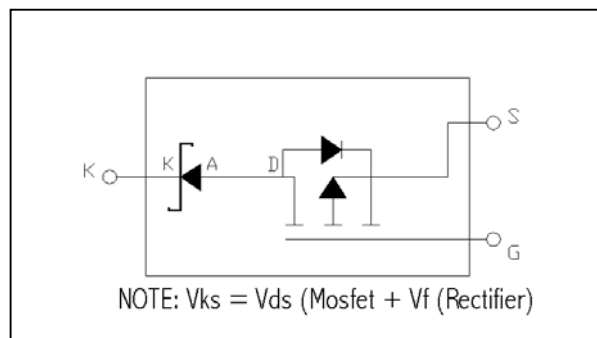 S
K
K
A
D
G
NOTE: Vks = Vds (Mosfet + Vf (Rectifier)